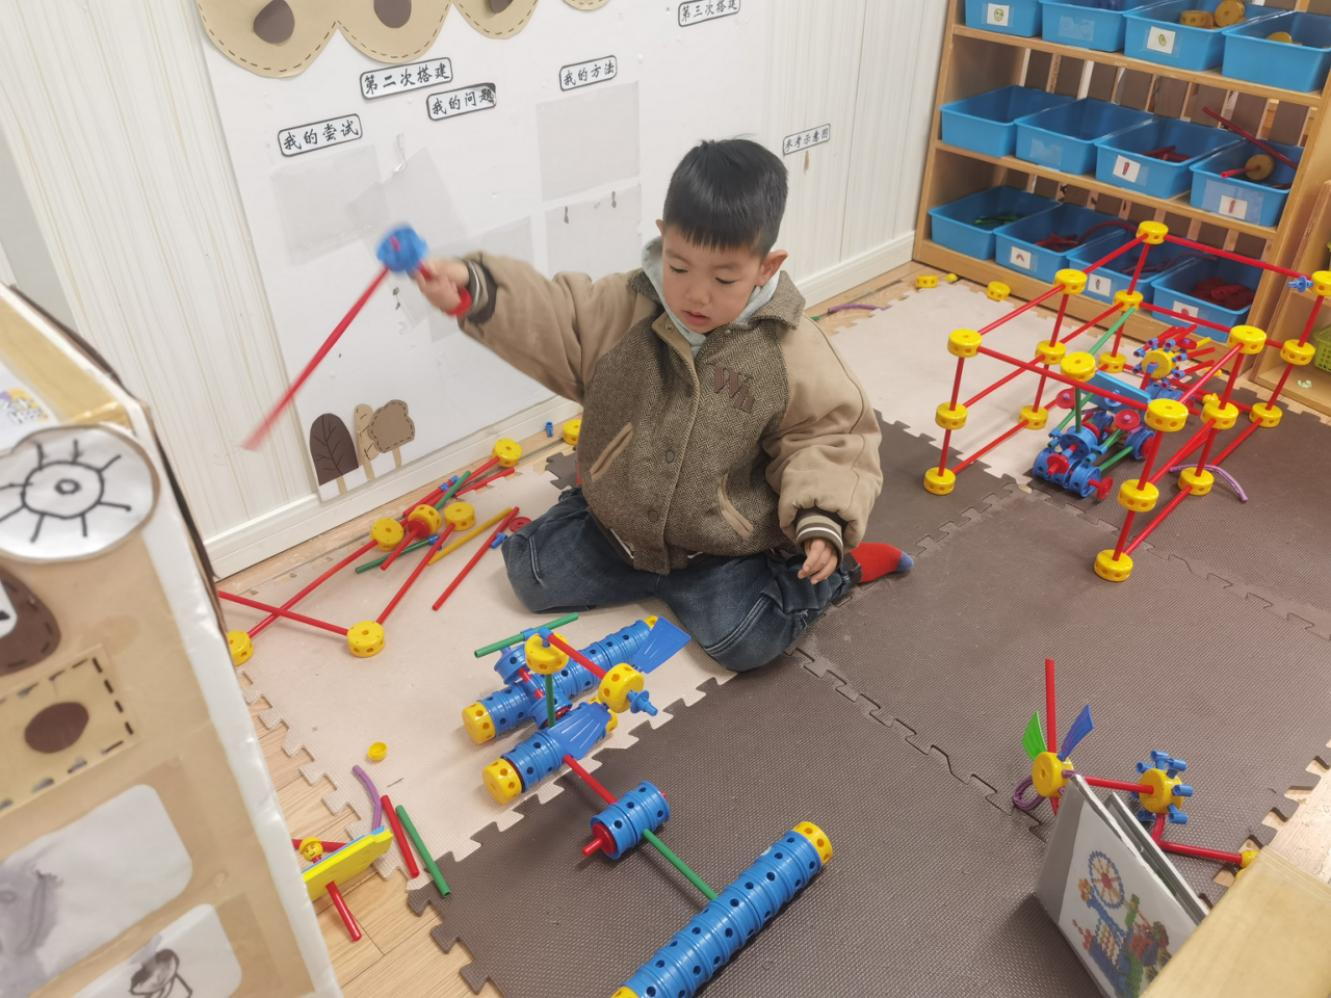 第三次搭建
第二次搭建
我的方法
我的问题
我的尝试
参考示意图